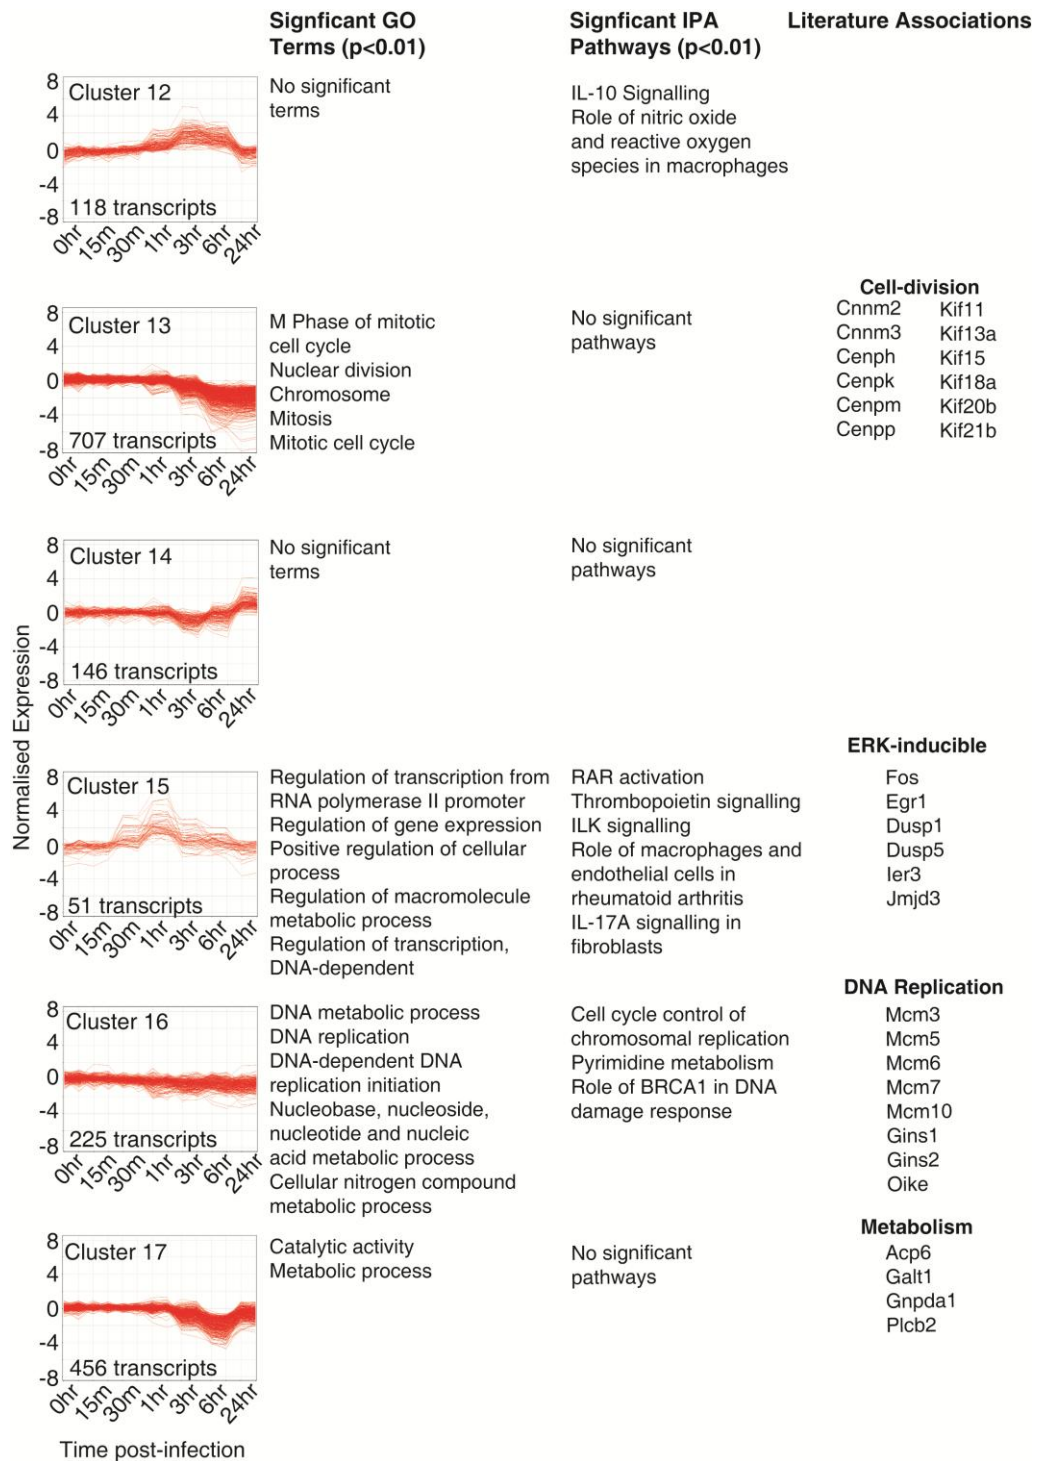 Signficant GO
Terms (p<0.01)
Signficant IPA
Pathways (p<0.01)
Literature Associations
Normalised Expression
8
4
0
-4
-8
Cluster 12
118 transcripts
0hr
15m
30m
1hr
3hr
6hr
24hr
No significant
terms
IL-10 Signalling
Role of nitric oxide
and reactive oxygen
species in macrophages
8
4
0
-4
-8
Cluster 13
707 transcripts
0hr
15m
30m
1hr
3hr
6hr
24hr
M Phase of mitotic
cell cycle
Nuclear division
Chromosome
Mitosis
Mitotic cell cycle
No significant
pathways
Cell-division
Cnnm2 Kif11
Cnnm3 Kif13a
Cenph Kif15
Cenpk Kif18a
Cenpm Kif20b
Cenpp Kif21b
8
4
0
-4
-8
Cluster 14
146 transcripts
0hr
15m
30m
1hr
3hr
6hr
24hr
No significant
terms
No significant
pathways
8
4
0
-4
-8
Cluster 15
51 transcripts
0hr
15m
30m
1hr
3hr
6hr
24hr
Regulation of transcription from
RNA polymerase II promoter
Regulation of gene expression
Positive regulation of cellular
process
Regulation of macromolecule
metabolic process
Regulation of transcription,
DNA-dependent
RAR activation
Thrombopoietin signalling
ILK signalling
Role of macrophages and
endothelial cells in
rheumatoid arthritis
IL-17A signalling in
fibroblasts
ERK-inducible
Fos
Egr1
Dusp1
Dusp5
Ier3
Jmjd3
8
4
0
-4
-8
Cluster 16
225 transcripts
0hr
15m
30m
1hr
3hr
6hr
24hr
DNA metabolic process
DNA replication
DNA-dependent DNA
replication initiation
Nucleobase, nucleoside,
nucleotide and nucleic
acid metabolic process
Cellular nitrogen compound
metabolic process
Cell cycle control of
chromosomal replication
Pyrimidine metabolism
Role of BRCA1 in DNA
damage response
DNA Replication
Mcm3
Mcm5
Mcm6
Mcm7
Mcm10
Gins1
Gins2
Oike
8
4
0
-4
-8
Cluster 17
456 transcripts
0hr
15m
30m
1hr
3hr
6hr
24hr
Catalytic activity
Metabolic process
No significant
pathways
Metabolism
Acp6
Galt1
Gnpda1
Plcb2
Time post-infection